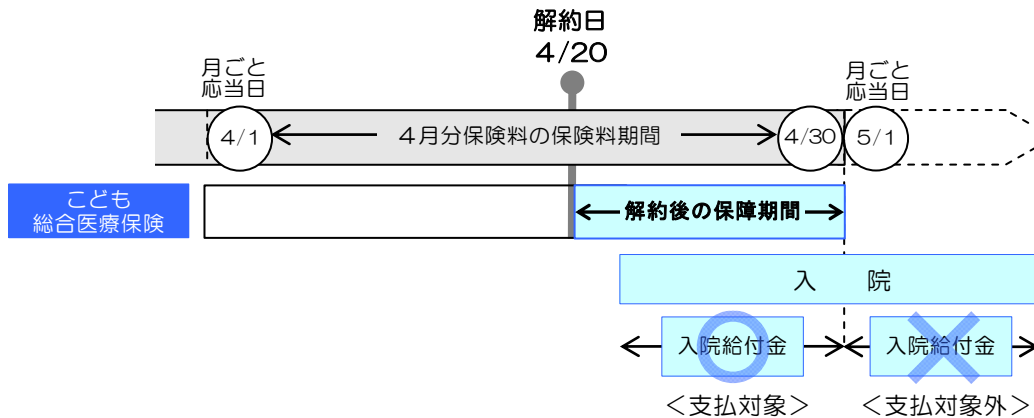 解約日
4/20
月ごと
応当日
月ごと
応当日
4/1
4月分保険料の保険料期間
4/30
5/1
こども
総合医療保険
解約後の保障期間
入 院
入院給付金
入院給付金
＜支払対象＞
＜支払対象外＞